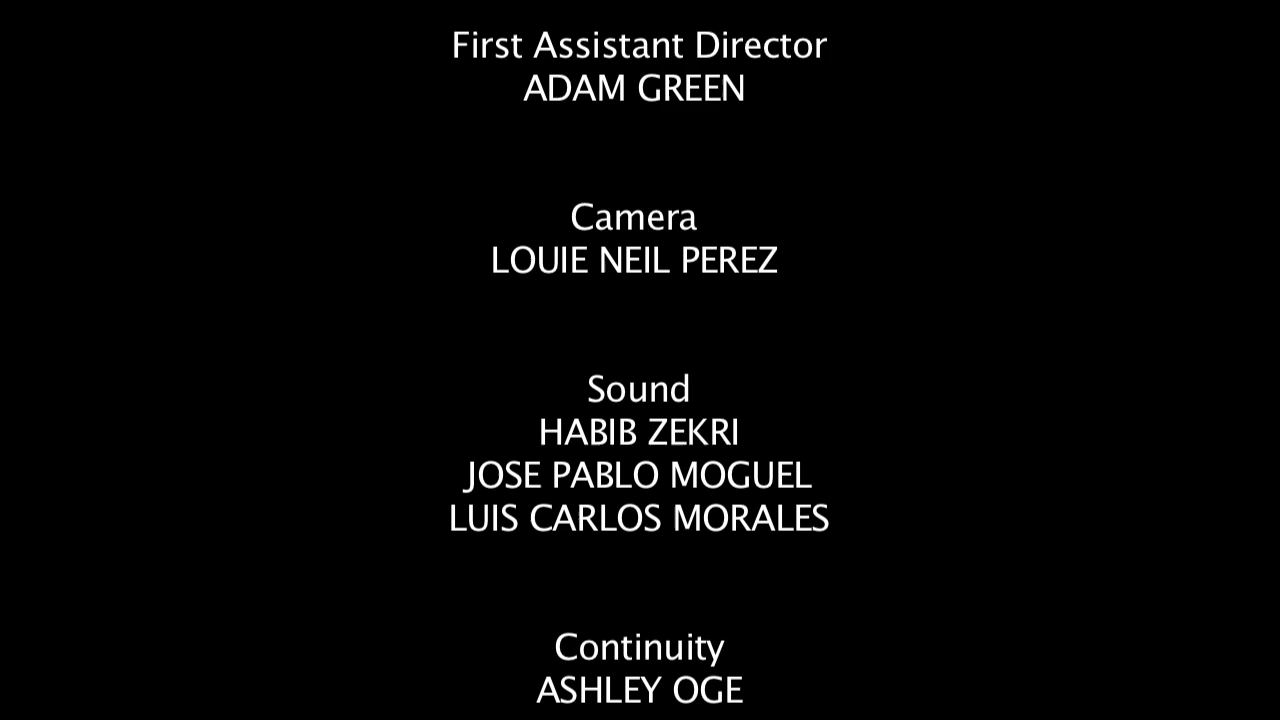 First Assistant Director
ADAM GREEN
Camera
LOUIE NEIL PEREZ
Sound
HABIB ZEKRI
JOSE PABLO MOGUEL
LUIS CARLOS MORALES
Continuity
ASHLEY OGE